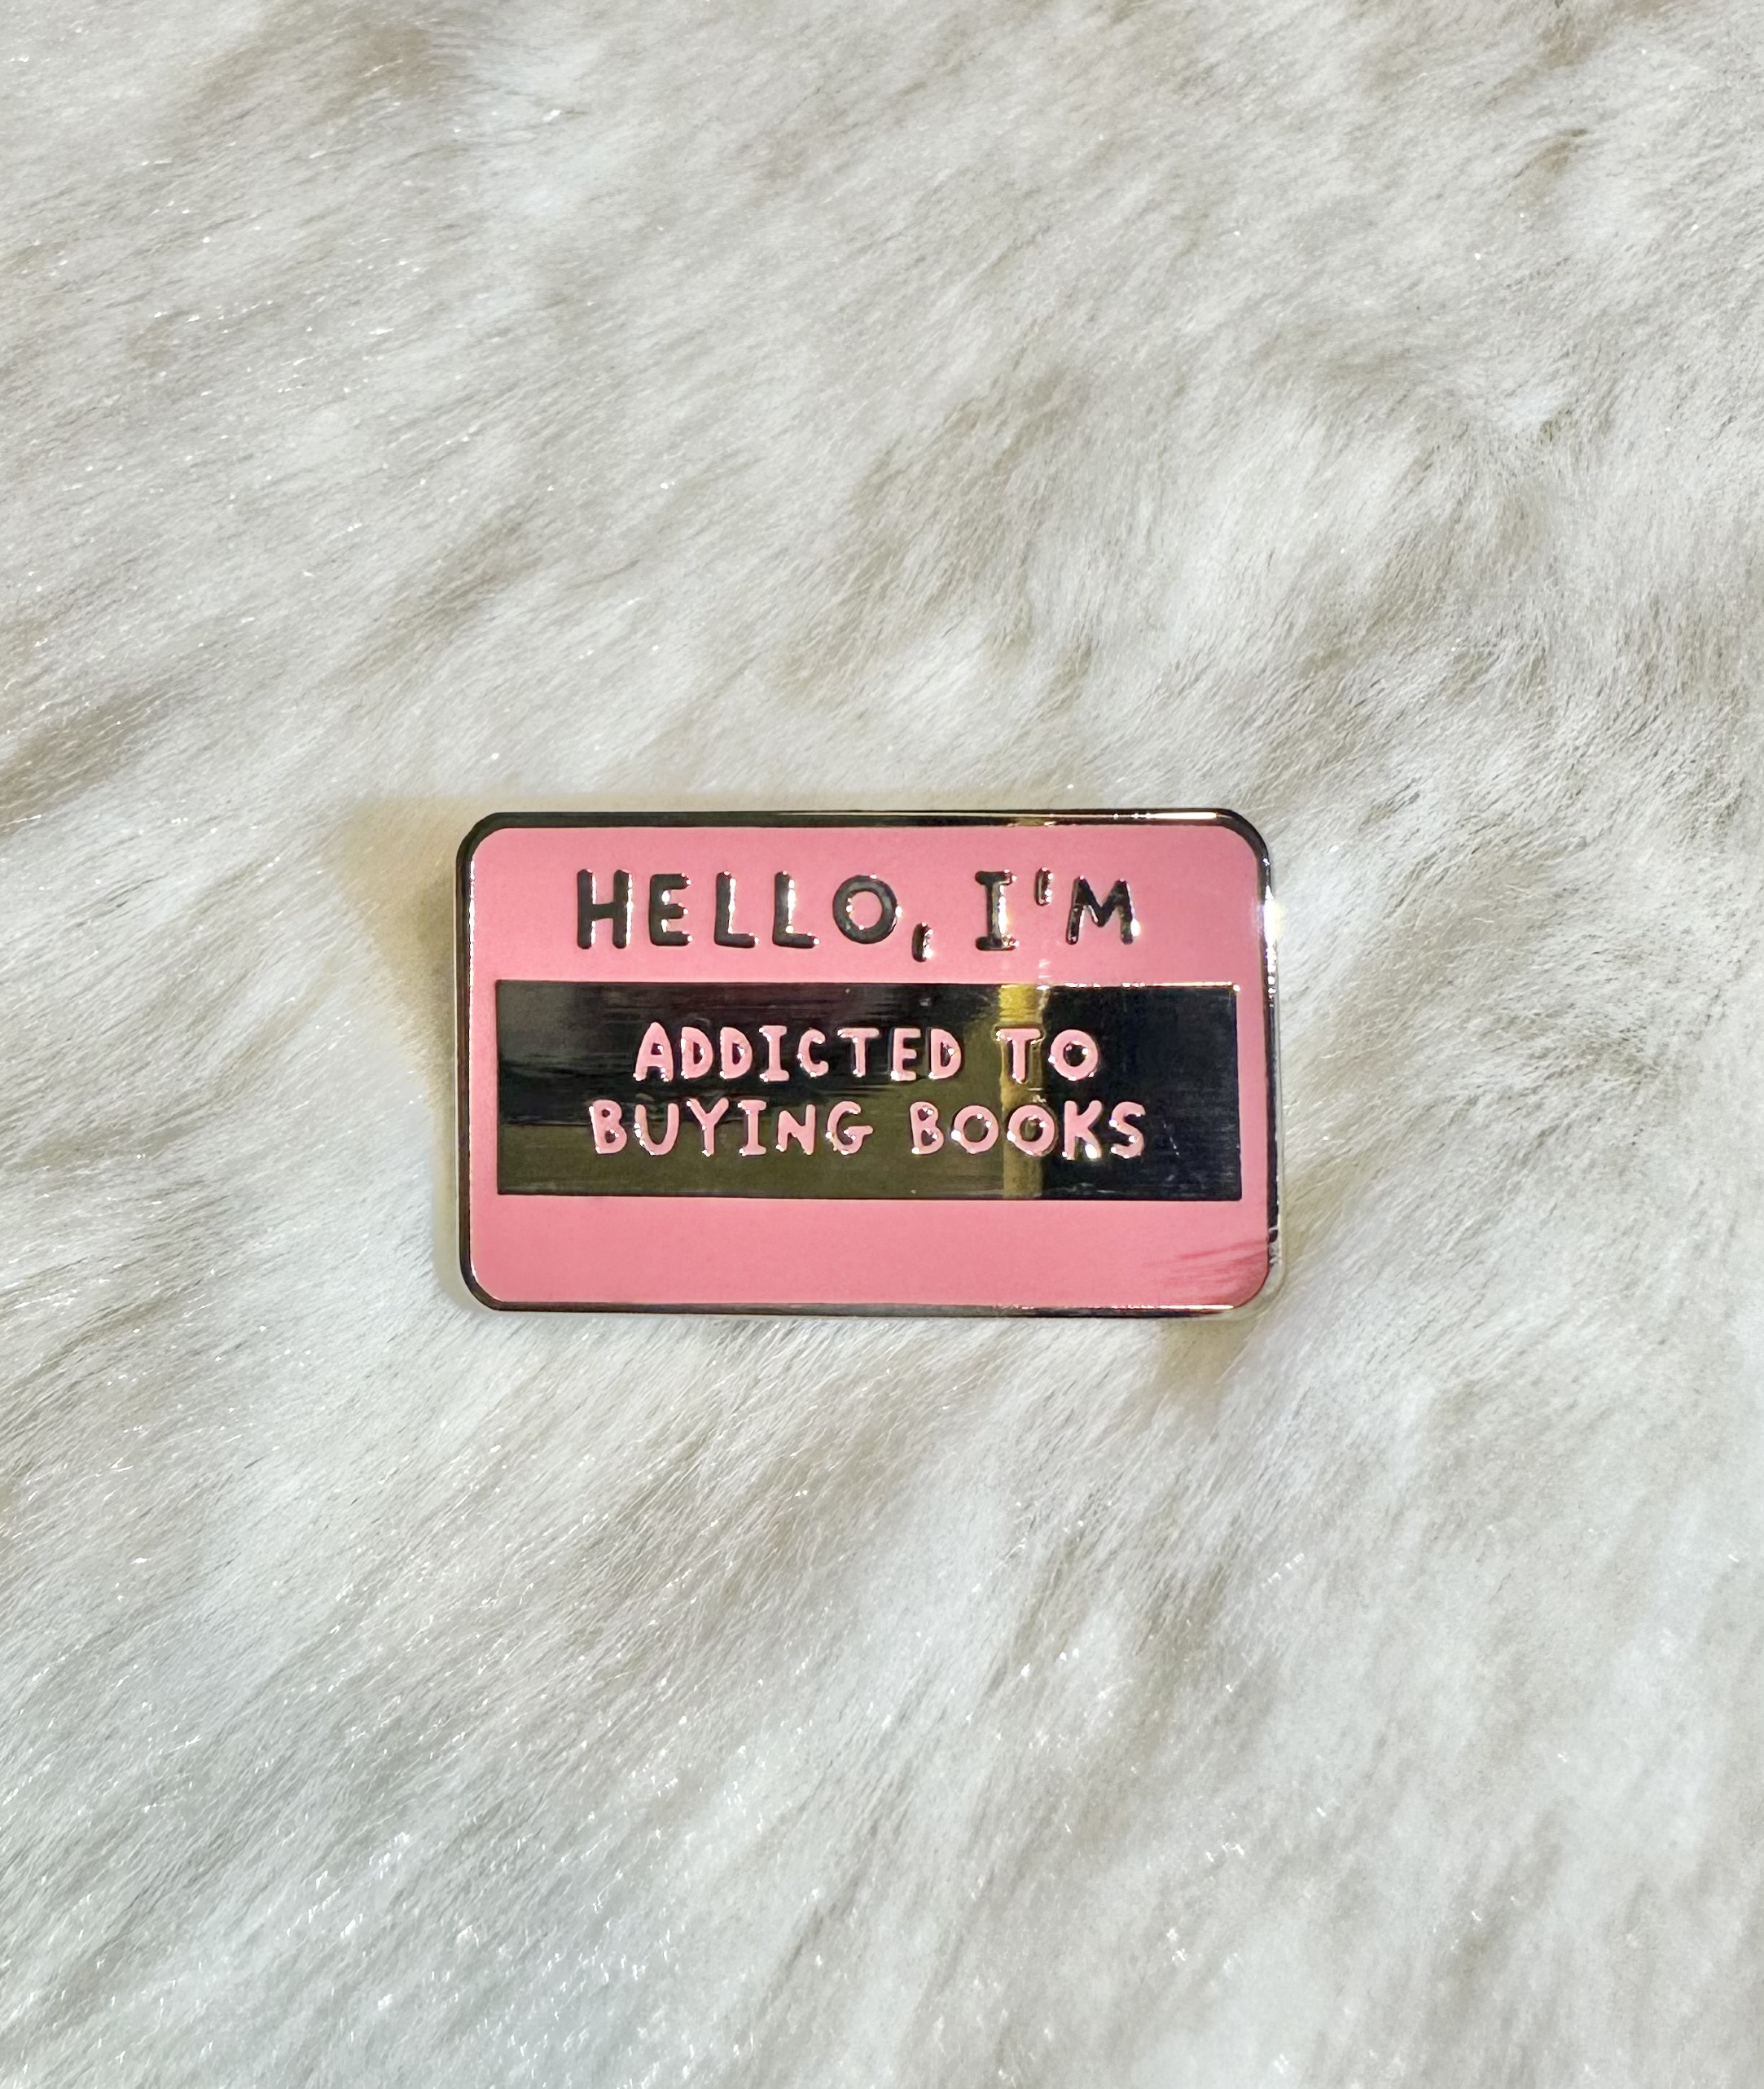 HELLO, I'M
ADDICTED TO
BUYING BOOKS